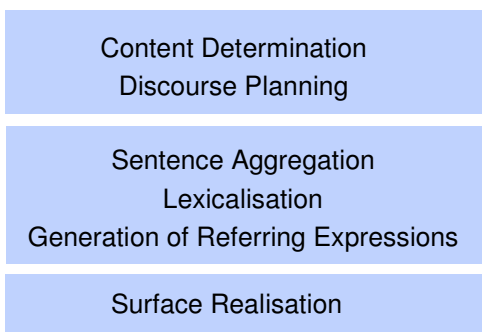 Content Determination
Discourse Planning
Sentence Aggregation
Lexicalisation
Generation of Referring Expressions
Surface Realisation